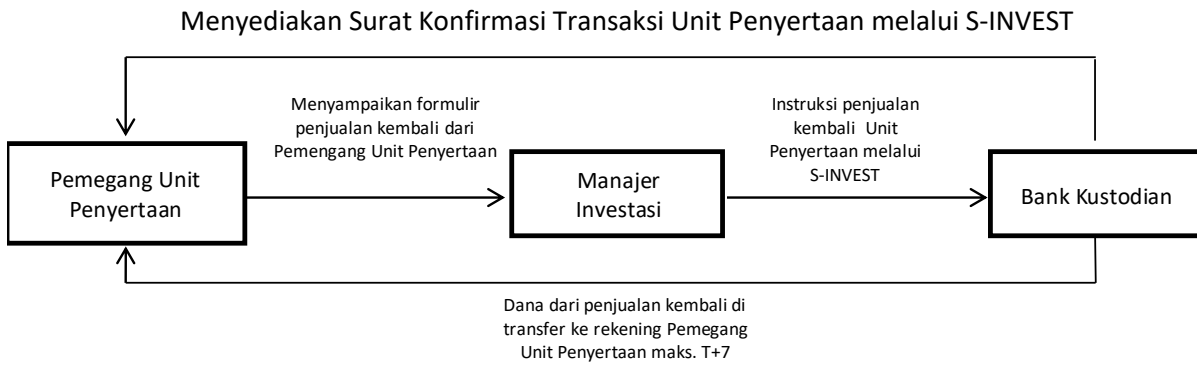 Menyediakan Surat Konfirmasi Transaksi Unit Penyertaan melalui S-INVEST
Menyampaikan formulir
penjualan kembali dari
Pemengang Unit Penyertaan
Instruksi penjualan
kembali Unit
Penyertaan melalui
S-INVEST
Pemegang Unit
Penyertaan
Manajer
Investasi
Bank Kustodian
Dana dari penjualan kembali di
transfer ke rekening Pemegang
Unit Penyertaan maks. T+7